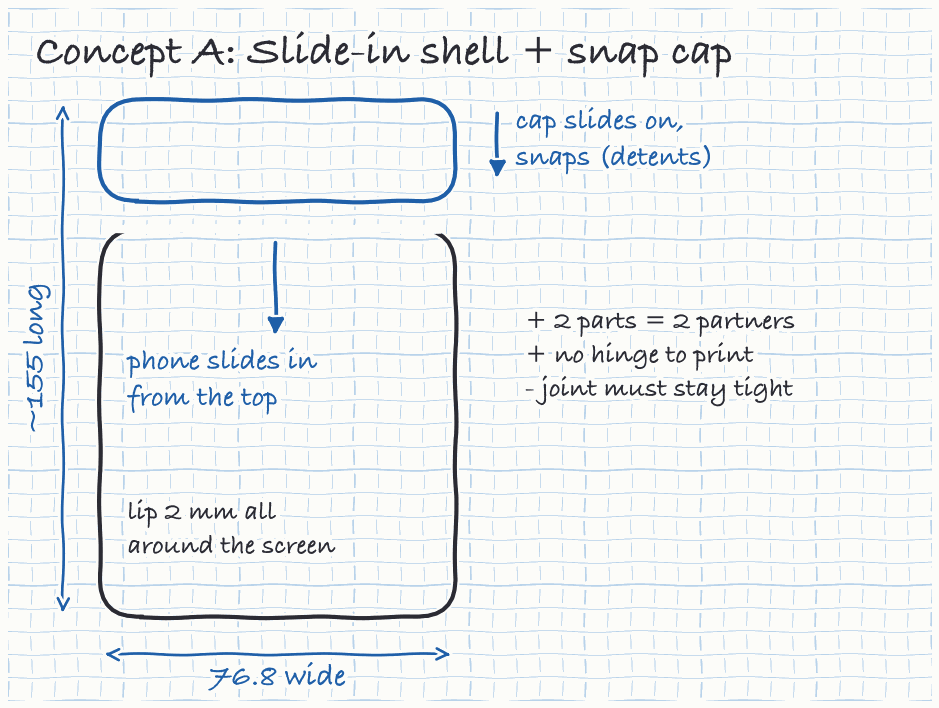 Concept A: Slide-in shell + snap cap
cap slides on,
snaps (detents)
~155 long
phone slides in
from the top
+ 2 parts = 2 partners
+ no hinge to print
- joint must stay tight
lip 2 mm all
around the screen
76.8 wide